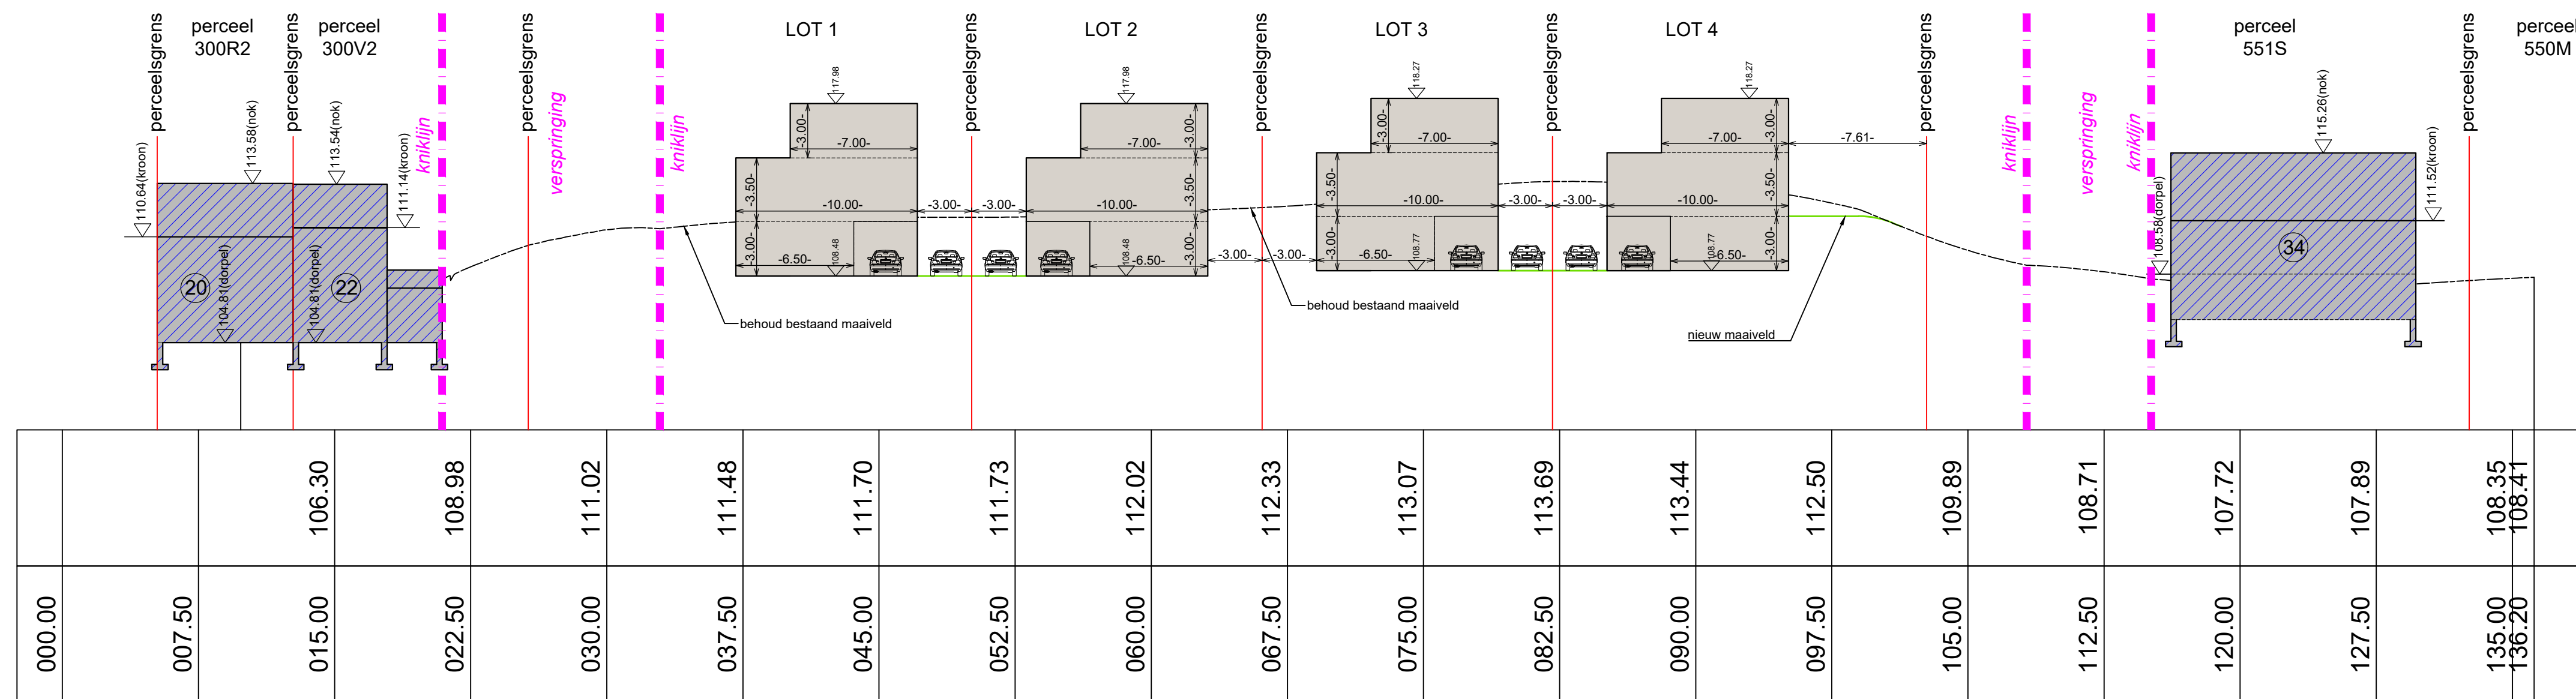 perceelsgrens
perceel
300R2
perceelsgrens
perceel
300V2
kniklijn
perceelsgrens
verspringing
kniklijn
LOT 1
perceelsgrens
LOT 2
perceelsgrens
LOT 3
perceelsgrens
LOT 4
perceelsgrens
kniklijn
verspringing
kniklijn
perceel
551S
perceelsgrens
perceel
550M
110.64(kroon)
113.58(nok)
113.54(nok)
111.14(kroon)
104.81(dorpel)
104.81(dorpel)
20
22
117.98
-3.00-
-7.00-
-3.50-
-10.00-
-3.00-
-6.50-
108.48
-3.00-
-3.00-
117.98
-3.00-
-7.00-
-3.50-
-10.00-
-3.00-
-6.50-
108.48
-3.00-
-3.00-
118.27
-3.00-
-7.00-
-3.50-
-10.00-
-3.00-
-6.50-
108.77
-3.00-
-3.00-
118.27
-3.00-
-7.00-
-7.61-
-3.50-
-10.00-
-3.00-
-6.50-
108.77
behoud bestaand maaiveld
behoud bestaand maaiveld
nieuw maaiveld
108.58(dorpel)
115.26(nok)
111.52(kroon)
34
106.30
108.98
111.02
111.48
111.70
111.73
112.02
112.33
113.07
113.69
113.44
112.50
109.89
108.71
107.72
107.89
108.35
108.41
000.00
007.50
015.00
022.50
030.00
037.50
045.00
052.50
060.00
067.50
075.00
082.50
090.00
097.50
105.00
112.50
120.00
127.50
135.00
136.20